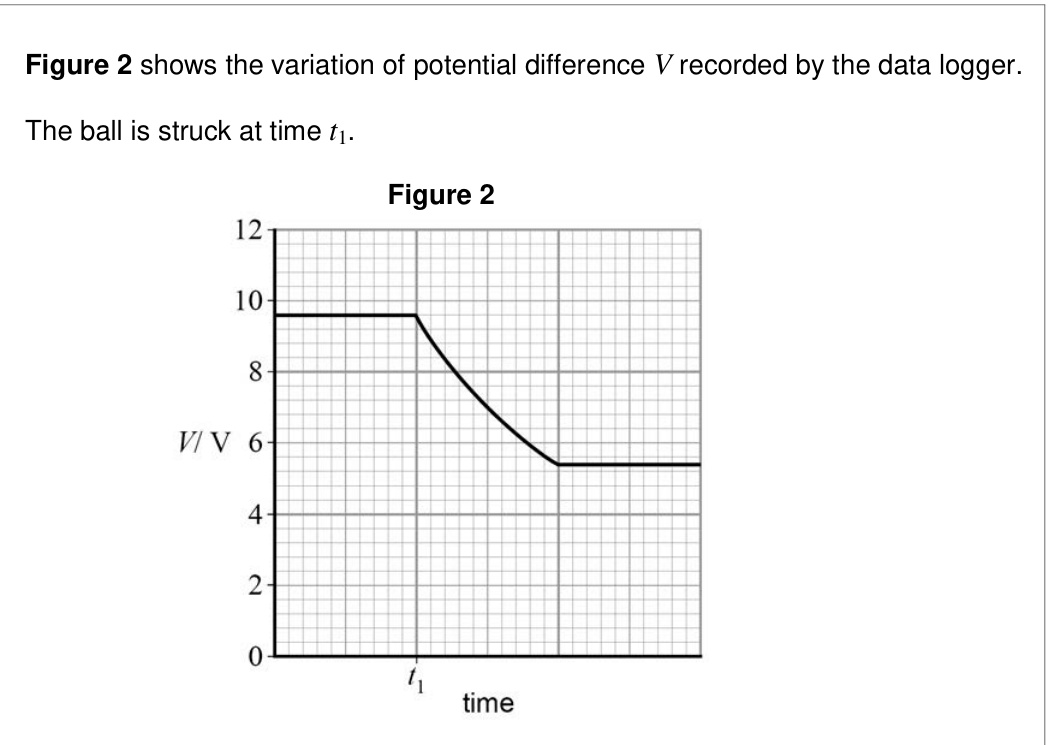 Figure 2 shows the variation of potential difference V recorded by the data logger.
The ball is struck at time t₁.
Figure 2
12
10
8
V/ V 6
4
2
0
t₁
time